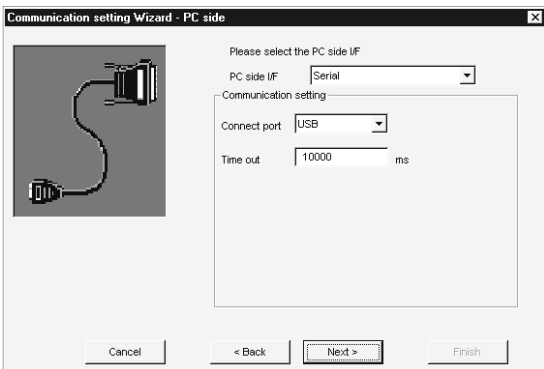 Communication setting Wizard - PC side
Please select the PC side I/F
PC side I/F Serial
Communication setting
Connect port USB
Time out 10000 ms
Cancel < Back Next > Finish